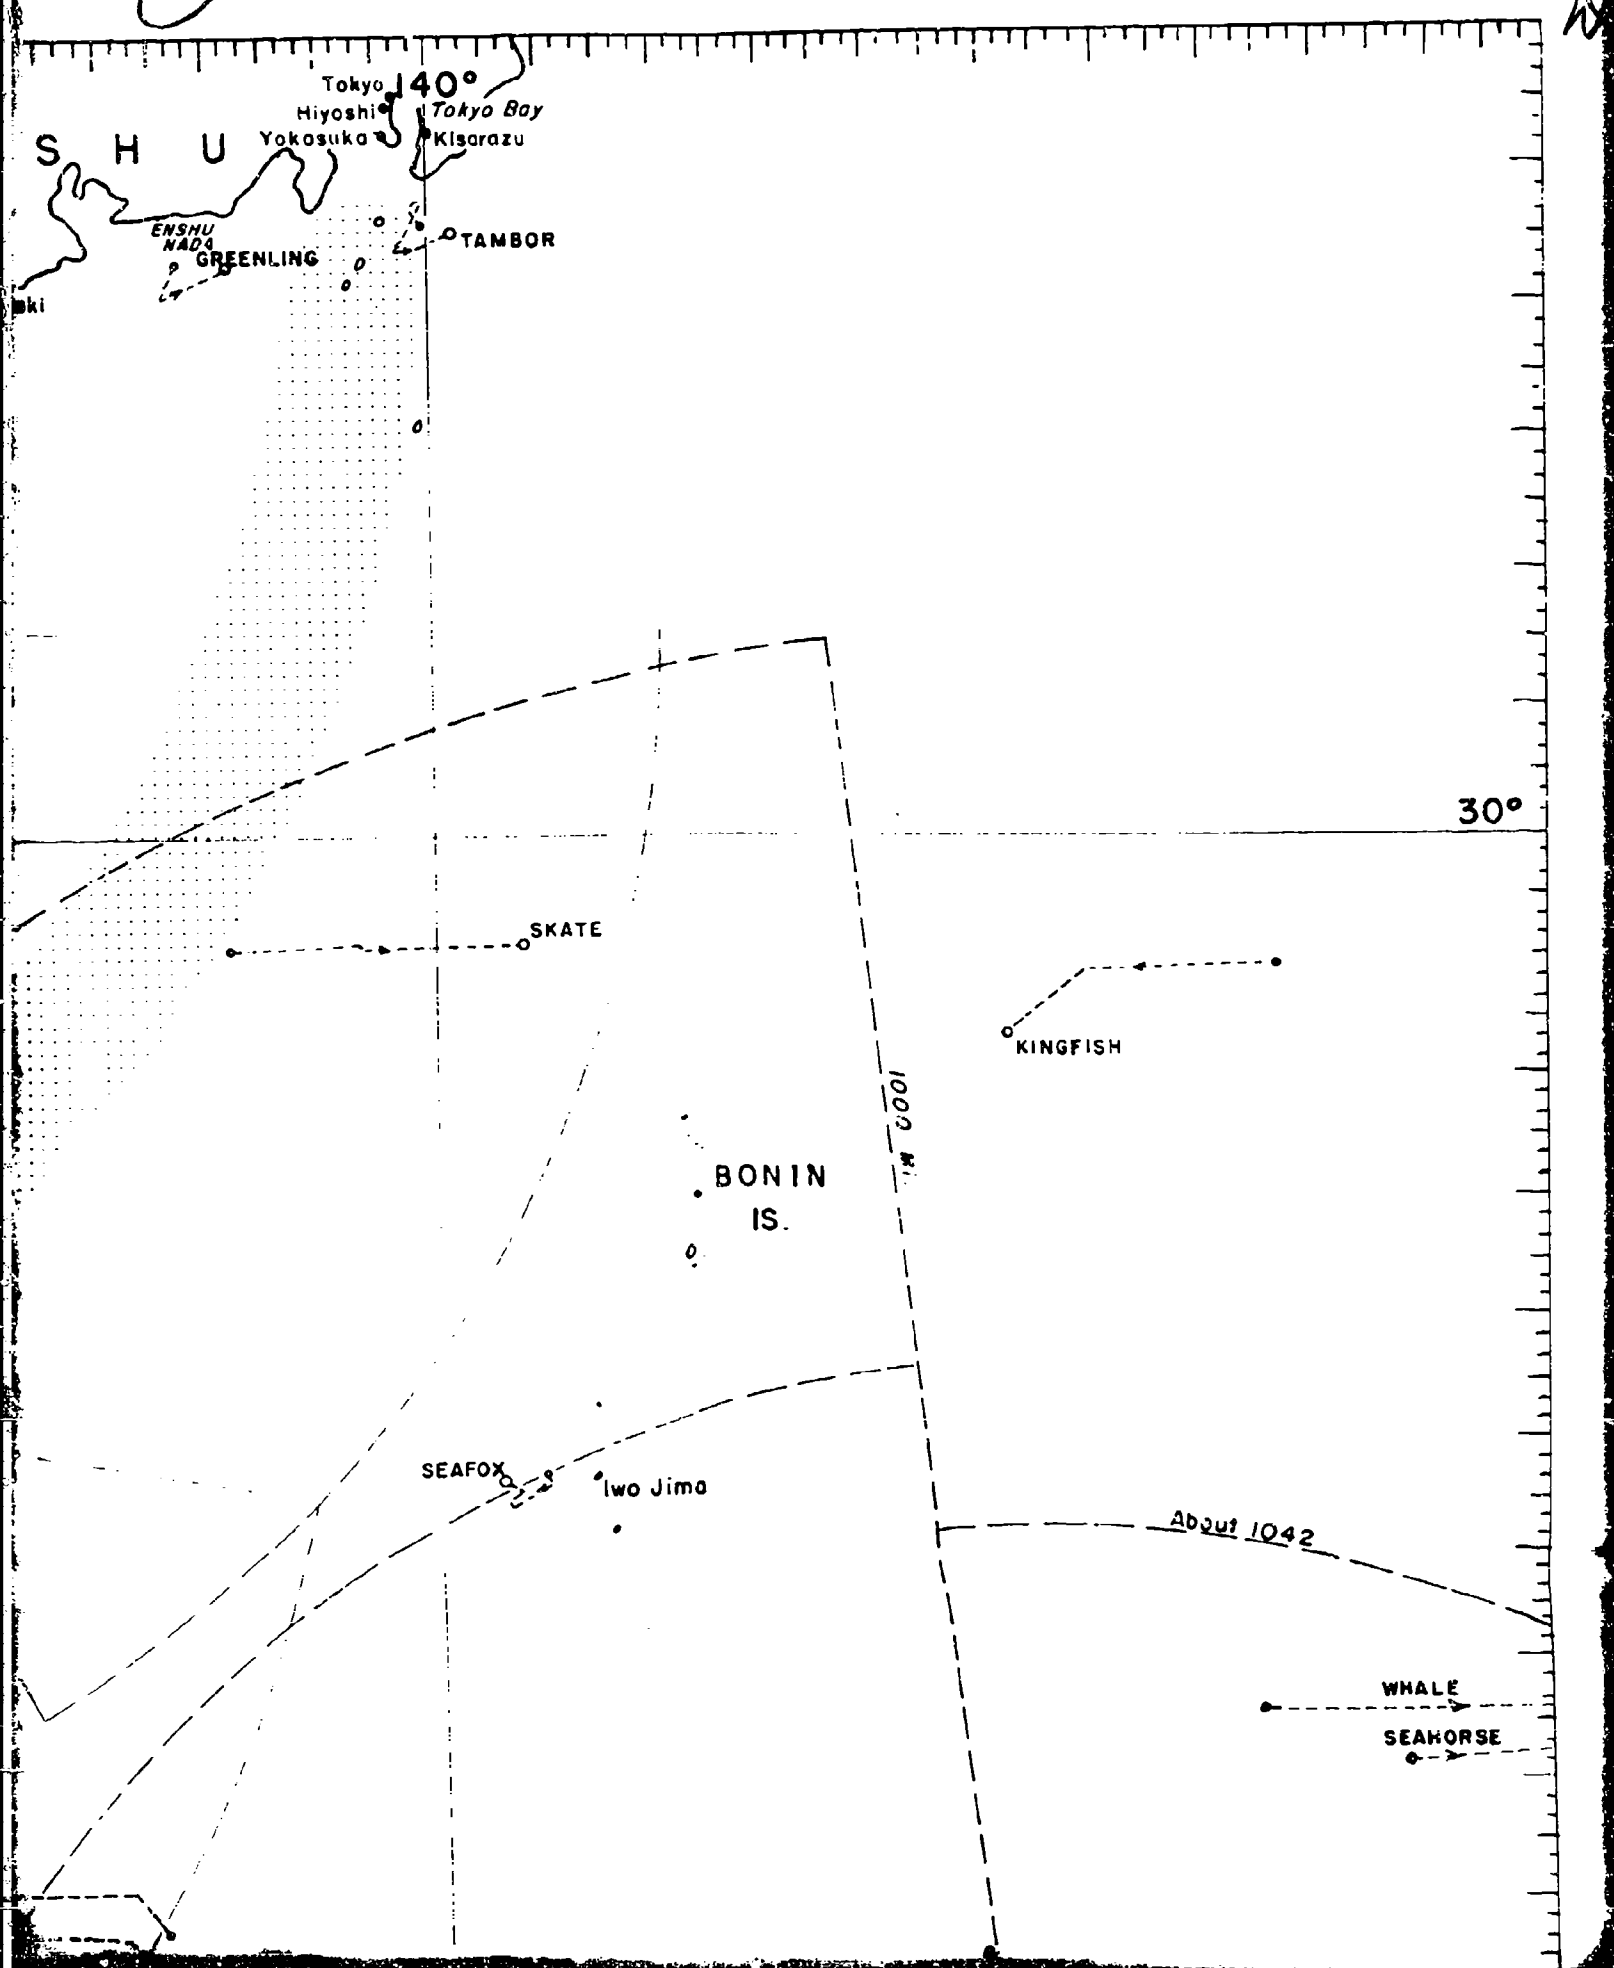 Tokyo 140°
Hiyoshi Tokyo Bay
S H U Yokosuka Kisarazu
ENSHU
NADA
TAMBOR
GREENLING
ki
30°
SKATE
KINGFISH
1000 Mi.
BONIN
IS.
SEAFOX
Iwo Jima
About 1042
WHALE
SEAHORSE